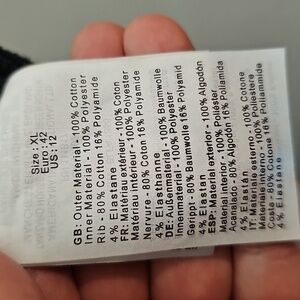 Size: XL
Euro: 42
US: 12
GB: Outer Material - 100% Cotton
Inner Material - 100% Polyester
Rib - 80% Cotton 16% Polyamide
4% Elastane
FR: Matériau extérieur - 100% Coton
Matériau intérieur - 100% Polyester
Nervure - 80% Coton 16% Polyamide
4% Elasthanne
DE: Außenmaterial - 100% Baumwolle
Innenmaterial - 100% Polyester
Gerippt - 80% Baumwolle 16% Polyamid
4% Elastan
ESP: Material exterior - 100% Algodón
Material interior - 100% Poliéster
Acanalado - 80% Algodón 16% Poliamida
4% Elastán
IT: Materiale esterno - 100% Cotone
Materiale interno - 100% Poliestere
Costa - 80% Cotone 16% Poliammide
4% Elastane